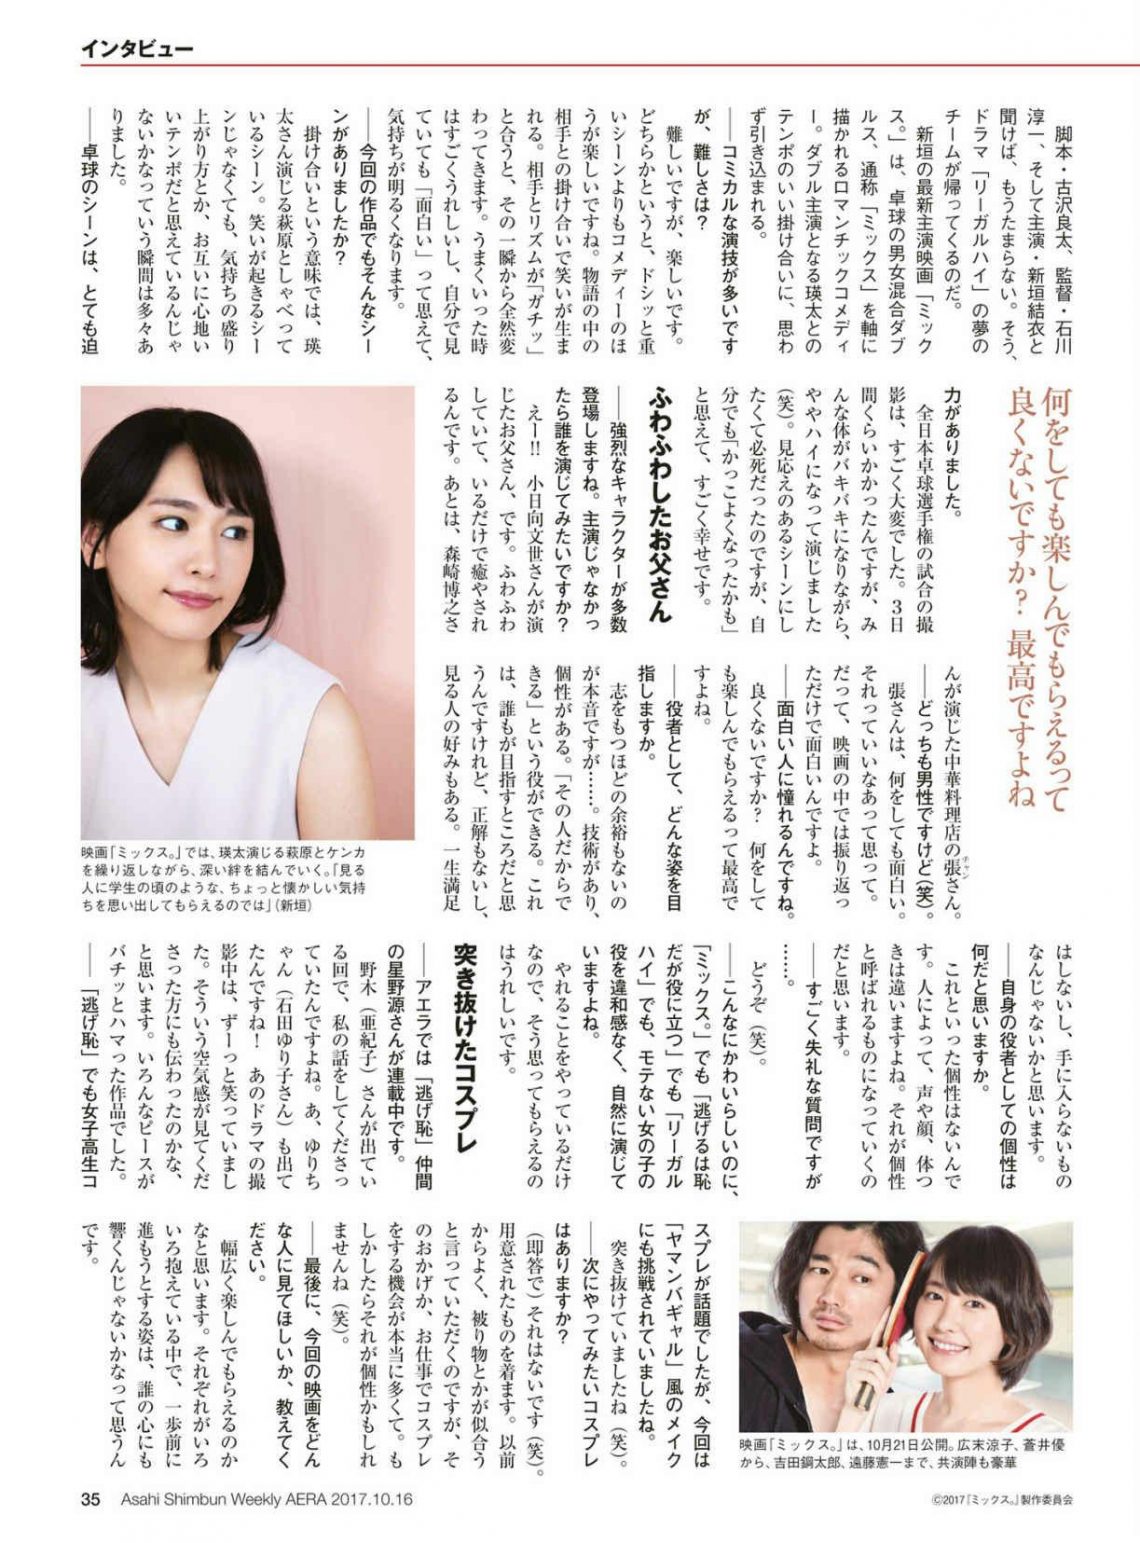 インタビュー
脚本・古沢良太、監督・石川
淳一、そして主演・新垣結衣と
聞けば、もうたまらない。そう、
ドラマ「リーガルハイ」の夢の
チームが帰ってくるのだ。
新垣の最新主演映画「ミック
ス。」は、卓球の男女混合ダブ
ルス、通称「ミックス」を軸に
描かれるロマンチックコメディ
ー。ダブル主演となる瑛太との
テンポのいい掛け合いに、思わ
ず引き込まれる。
──コミカルな演技が多いです
が、難しさは?
難しいですが、楽しいです。
どちらかというと、ドシッと重
いシーンよりもコメディーのほ
うが楽しいですね。物語の中の
相手との掛け合いで笑いが生ま
れる。相手とリズムが「ガチッ」
と合うと、その一瞬から全然変
わってきます。うまくいった時
はすごくうれしいし、自分で見
ていても「面白い」って思えて、
気持ちが明るくなります。
──今回の作品でもそんなシー
ンがありましたか?
掛け合いという意味では、瑛
太さん演じる萩原としゃべって
いるシーン。笑いが起きるシー
ンじゃなくても、気持ちの盛り
上がり方とか、お互いに心地い
いテンポだと思えているんじゃ
ないかなっていう瞬間は多々あ
りました。
──卓球のシーンは、とても迫
何をしても楽しんでもらえるって
良くないですか? 最高ですよね
力がありました。
全日本卓球選手権の試合の撮
影は、すごく大変でした。3日
間くらいかかったんですが、み
んな体がバキバキになりながら、
ややハイになって演じました
(笑)。見応えのあるシーンにし
たくて必死だったのですが、自
分でも「かっこよくなったかも」
と思えて、すごく幸せです。
ふわふわしたお父さん
──強烈なキャラクターが多数
登場しますね。主演じゃなかっ
たら誰を演じてみたいですか?
えー!! 小日向文世さんが演
じたお父さん、です。ふわふわ
していて、いるだけで癒やされ
るんです。あとは、森崎博之さ
んが演じた中華料理店の張さん。
チャン
──どっちも男性ですけど(笑)。
張さんは、何をしても面白い。
それっていいなあって思って。
だって、映画の中では振り返っ
ただけで面白いんですよ。
──面白い人に憧れるんですね。
良くないですか? 何をして
も楽しんでもらえるって最高で
すよね。
──役者として、どんな姿を目
指しますか。
志をもつほどの余裕もないの
が本音ですが……。技術があり、
個性がある。「その人だからで
きる」という役ができる。これ
は、誰もが目指すところだと思
うんですけれど、正解もないし、
見る人の好みもある。一生満足
映画「ミックス。」では、瑛太演じる萩原とケンカ
を繰り返しながら、深い絆を結んでいく。「見る
人に学生の頃のような、ちょっと懐かしい気持
ちを思い出してもらえるのでは」(新垣)
はしないし、手に入らないもの
なんじゃないかと思います。
──自身の役者としての個性は
何だと思いますか。
これといった個性はないんで
す。人によって、声や顔、体つ
きは違いますよね。それが個性
と呼ばれるものになっていくの
だと思います。
──すごく失礼な質問ですが
……。
どうぞ(笑)。
──こんなにかわいらしいのに、
「ミックス。」でも「逃げるは恥
だが役に立つ」でも「リーガル
ハイ」でも、モテない女の子の
役を違和感なく、自然に演じて
いますよね。
やれることをやっているだけ
なので、そう思ってもらえるの
はうれしいです。
突き抜けたコスプレ
──アエラでは「逃げ恥」仲間
の星野源さんが連載中です。
野木(亜紀子)さんが出てい
る回で、私の話をしてくださっ
ていたんですよね。あ、ゆりち
ゃん(石田ゆり子さん)も出て
たんですね! あのドラマの撮
影中は、ずーっと笑っていまし
た。そういう空気感が見てくだ
さった方にも伝わったのかな、
と思います。いろんなピースが
バチッとハマった作品でした。
──「逃げ恥」でも女子高生コ
スプレが話題でしたが、今回は
「ヤマンバギャル」風のメイク
にも挑戦されていましたね。
突き抜けていましたね(笑)。
──次にやってみたいコスプレ
はありますか?
(即答で)それはないです(笑)。
用意されたものを着ます。以前
からよく、被り物とかが似合う
と言っていただくのですが、そ
のおかげか、お仕事でコスプレ
をする機会が本当に多くて。も
しかしたらそれが個性かもしれ
ませんね(笑)。
──最後に、今回の映画をどん
な人に見てほしいか、教えてく
ださい。
幅広く楽しんでもらえるのか
なと思います。それぞれがいろ
いろ抱えている中で、一歩前に
進もうとする姿は、誰の心にも
響くんじゃないかなって思うん
です。
映画「ミックス。」は、10月21日公開。広末涼子、蒼井優
から、吉田鋼太郎、遠藤憲一まで、共演陣も豪華
35 Asahi Shimbun Weekly AERA 2017.10.16
©2017『ミックス。』製作委員会